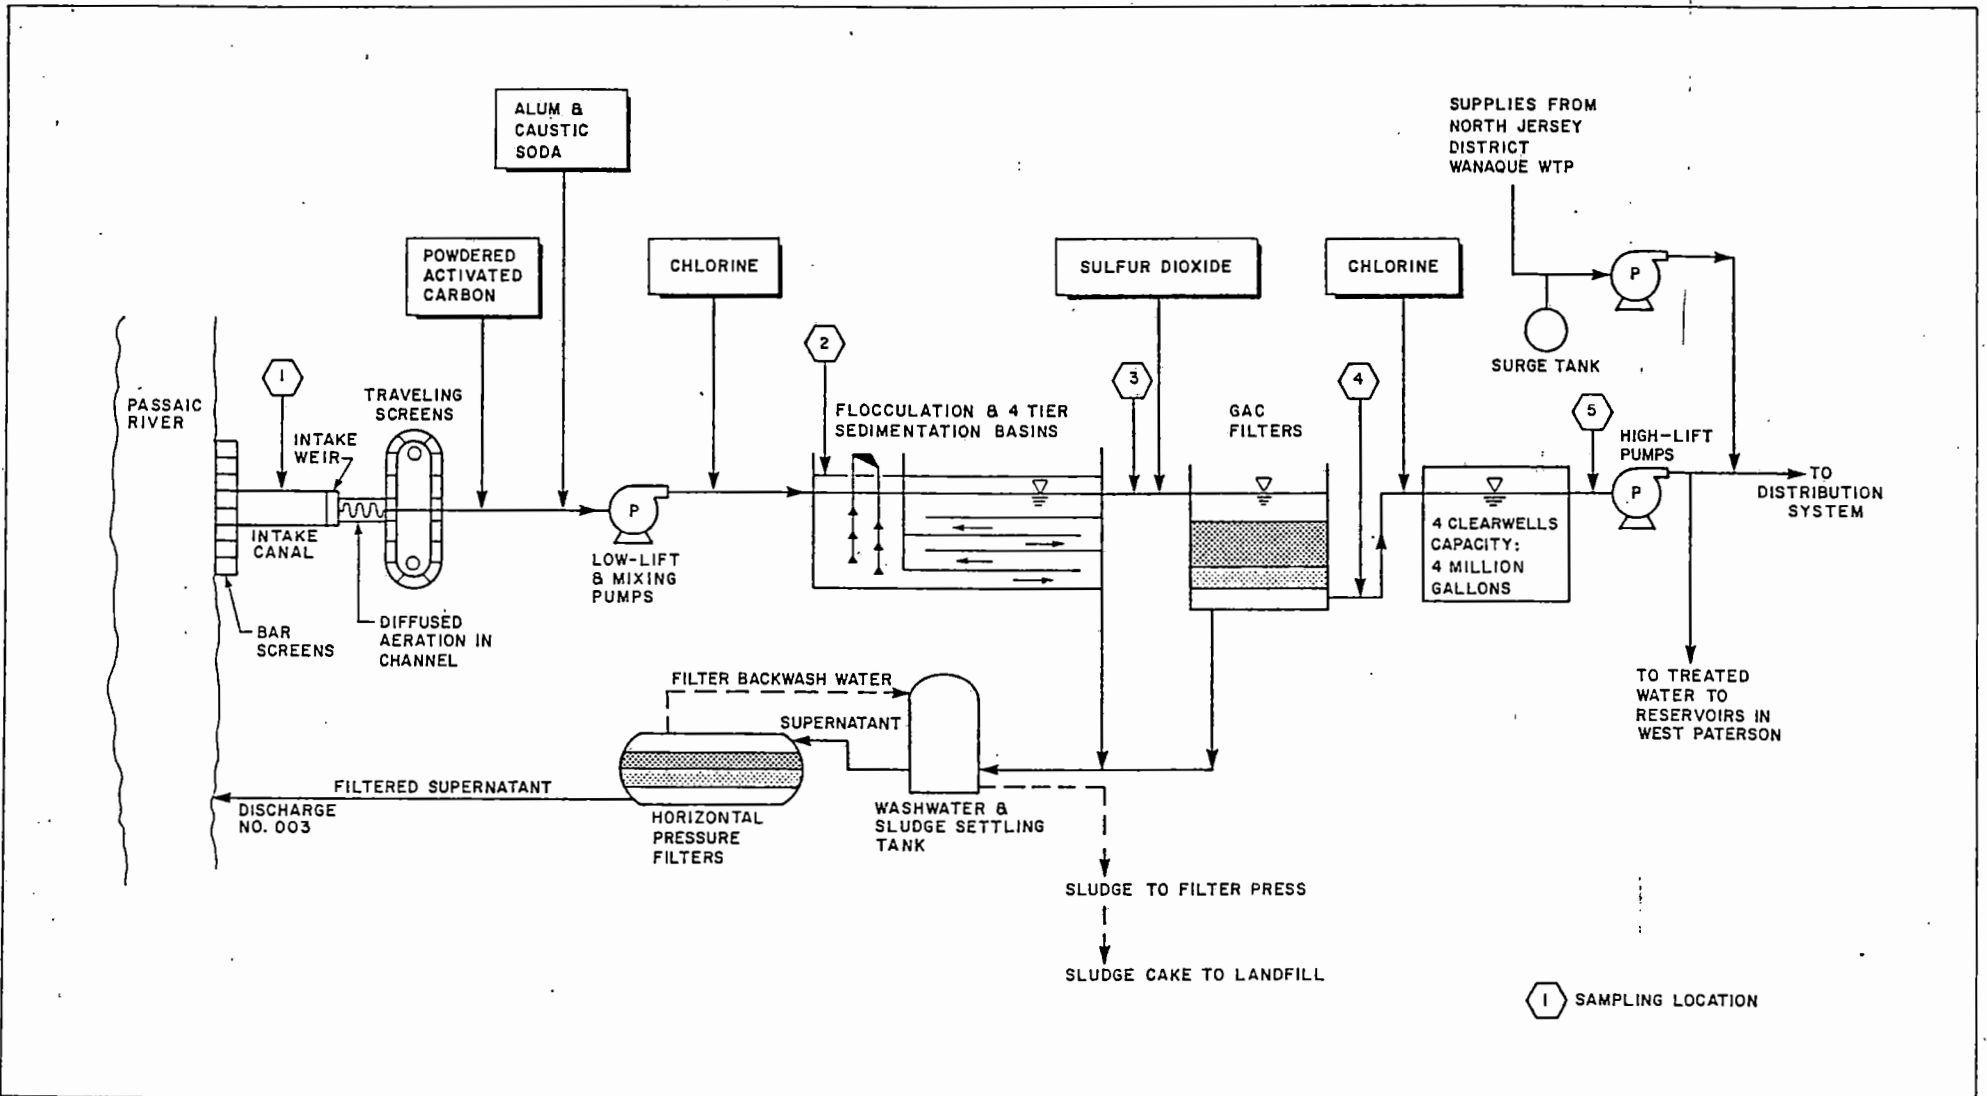 ALUM &
CAUSTIC
SODA
SUPPLIES FROM
NORTH JERSEY
DISTRICT
WANAQUE WTP
POWDERED
ACTIVATED
CARBON
CHLORINE
SULFUR DIOXIDE
CHLORINE
P
SURGE TANK
1
2
3
4
5
PASSAIC
RIVER
TRAVELING
SCREENS
INTAKE
WEIR
FLOCCULATION & 4 TIER
SEDIMENTATION BASINS
GAC
FILTERS
HIGH-LIFT
PUMPS
P
P
TO
DISTRIBUTION
SYSTEM
INTAKE
CANAL
LOW-LIFT
& MIXING
PUMPS
4 CLEARWELLS
CAPACITY:
4 MILLION
GALLONS
BAR
SCREENS
DIFFUSED
AERATION IN
CHANNEL
FILTER BACKWASH WATER
SUPERNATANT
TO TREATED
WATER TO
RESERVOIRS IN
WEST PATERSON
FILTERED SUPERNATANT
DISCHARGE
NO. 003
HORIZONTAL
PRESSURE
FILTERS
WASHWATER &
SLUDGE SETTLING
TANK
SLUDGE TO FILTER PRESS
SLUDGE CAKE TO LANDFILL
1 SAMPLING LOCATION